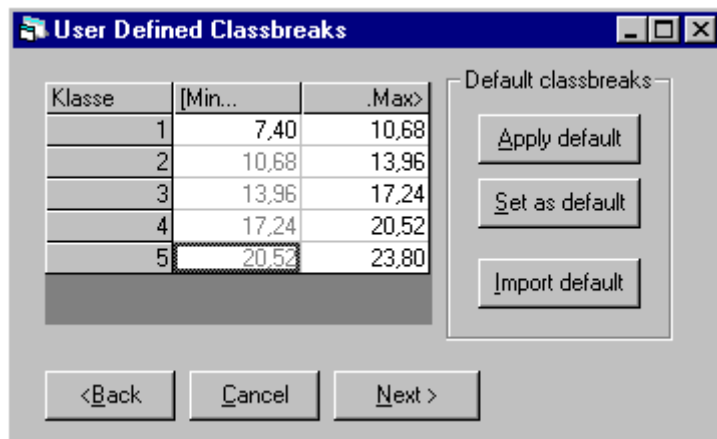 User Defined Classbreaks
Klasse [Min... .Max>
1 7,40 10,68
2 10,68 13,96
3 13,96 17,24
4 17,24 20,52
5 20,52 23,80
Default classbreaks
Apply default
Set as default
Import default
<Back Cancel Next >